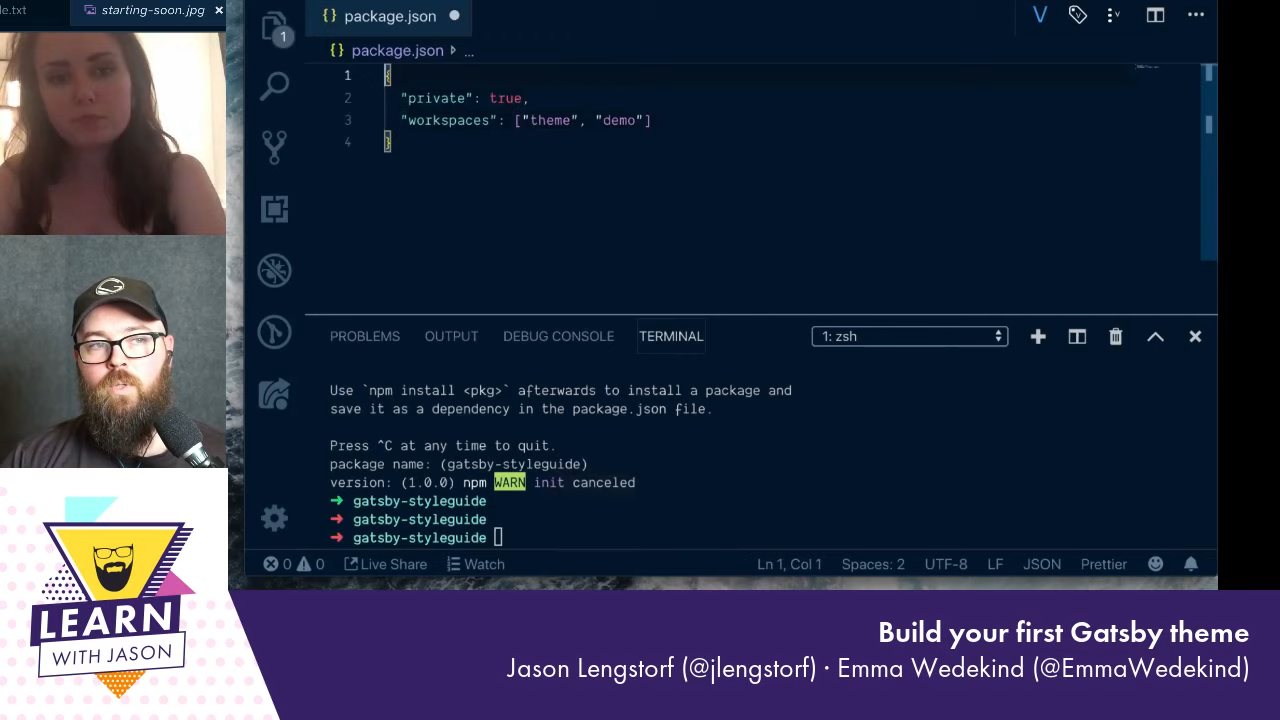 le.txt
starting-soon.jpg ×
{} package.json ●
{} package.json ▸ ...
1
1 {
2 "private": true,
3 "workspaces": ["theme", "demo"]
4 }
PROBLEMS OUTPUT DEBUG CONSOLE TERMINAL 1: zsh
Use `npm install <pkg>` afterwards to install a package and
save it as a dependency in the package.json file.
Press ^C at any time to quit.
package name: (gatsby-styleguide)
version: (1.0.0) npm WARN init canceled
→ gatsby-styleguide
→ gatsby-styleguide
→ gatsby-styleguide
0 0 Live Share Watch Ln 1, Col 1 Spaces: 2 UTF-8 LF JSON Prettier
LEARN
WITH JASON
Build your first Gatsby theme
Jason Lengstorf (@jlengstorf) · Emma Wedekind (@EmmaWedekind)